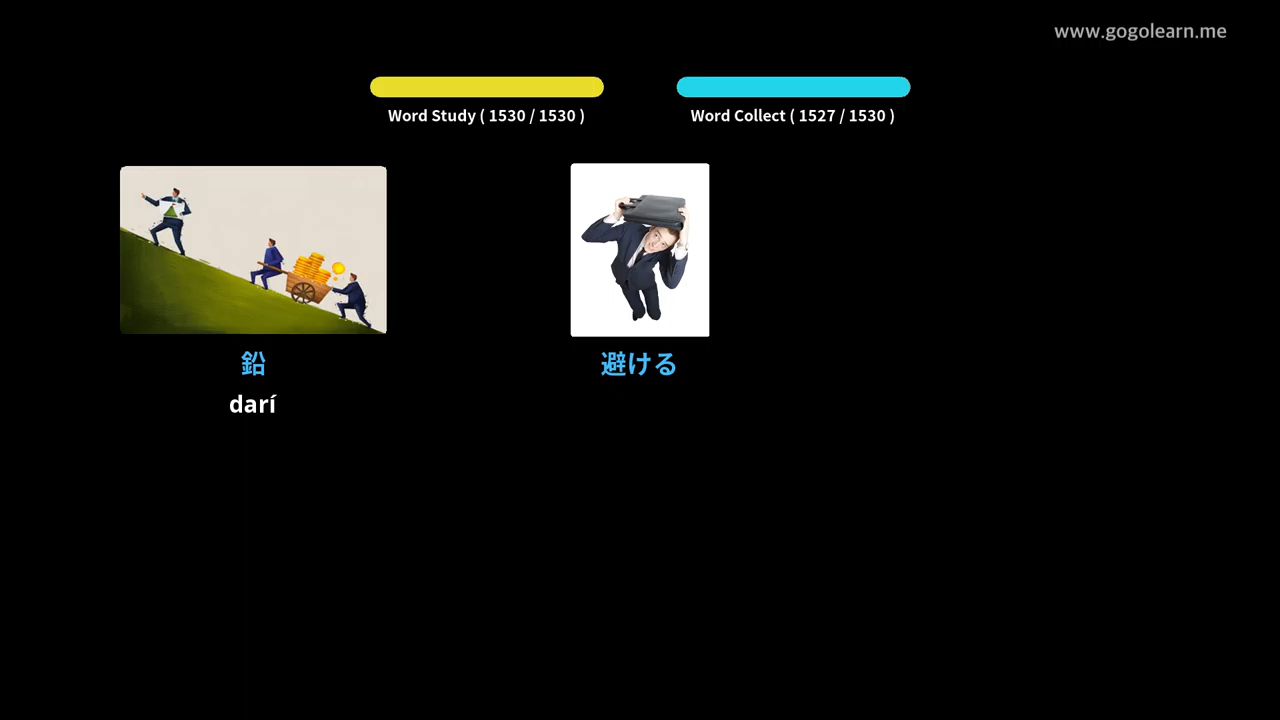 www.gogolearn.me
Word Study ( 1530 / 1530 )
Word Collect ( 1527 / 1530 )
鉛
darí
避ける